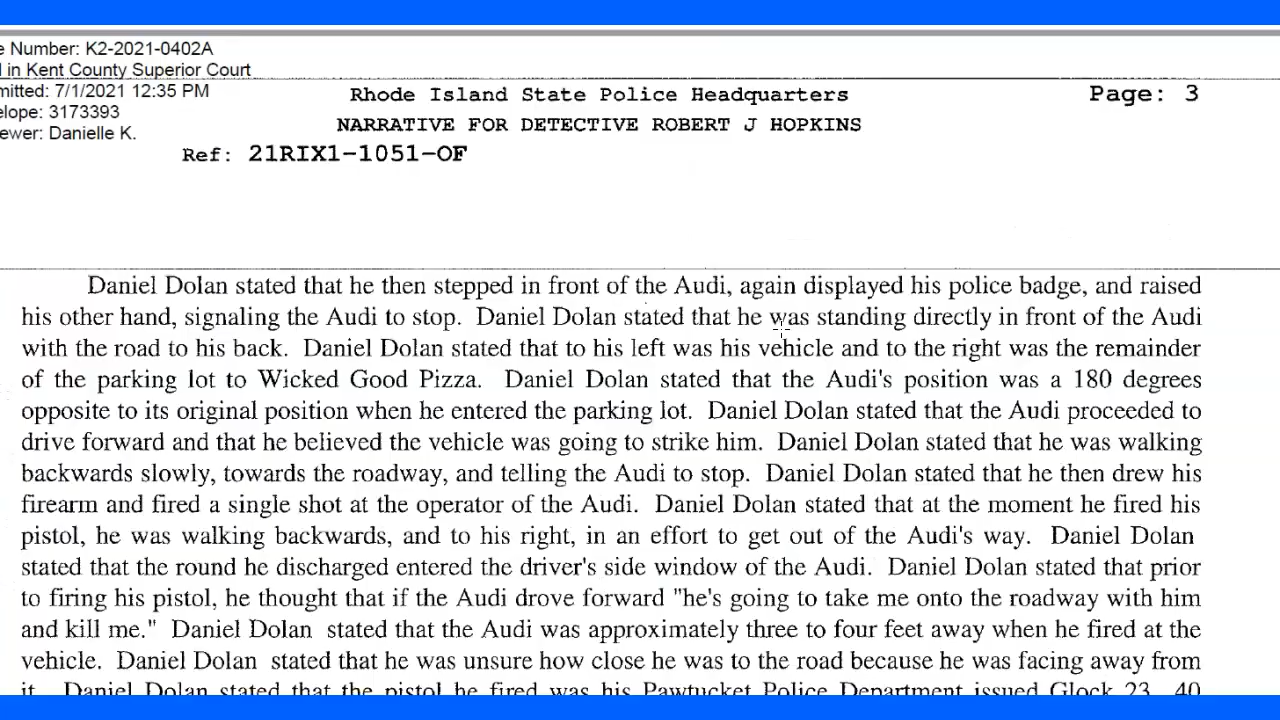 e Number: K2-2021-0402A
l in Kent County Superior Court
mitted: 7/1/2021 12:35 PM
elope: 3173393
ewer: Danielle K.
Rhode Island State Police Headquarters
Page: 3
NARRATIVE FOR DETECTIVE ROBERT J HOPKINS
Ref: 21RIX1-1051-OF
Daniel Dolan stated that he then stepped in front of the Audi, again displayed his police badge, and raised
his other hand, signaling the Audi to stop. Daniel Dolan stated that he was standing directly in front of the Audi
with the road to his back. Daniel Dolan stated that to his left was his vehicle and to the right was the remainder
of the parking lot to Wicked Good Pizza. Daniel Dolan stated that the Audi's position was a 180 degrees
opposite to its original position when he entered the parking lot. Daniel Dolan stated that the Audi proceeded to
drive forward and that he believed the vehicle was going to strike him. Daniel Dolan stated that he was walking
backwards slowly, towards the roadway, and telling the Audi to stop. Daniel Dolan stated that he then drew his
firearm and fired a single shot at the operator of the Audi. Daniel Dolan stated that at the moment he fired his
pistol, he was walking backwards, and to his right, in an effort to get out of the Audi's way. Daniel Dolan
stated that the round he discharged entered the driver's side window of the Audi. Daniel Dolan stated that prior
to firing his pistol, he thought that if the Audi drove forward "he's going to take me onto the roadway with him
and kill me." Daniel Dolan stated that the Audi was approximately three to four feet away when he fired at the
vehicle. Daniel Dolan stated that he was unsure how close he was to the road because he was facing away from
it. Daniel Dolan stated that the pistol he fired was his Pawtucket Police Department issued Glock 23, .40